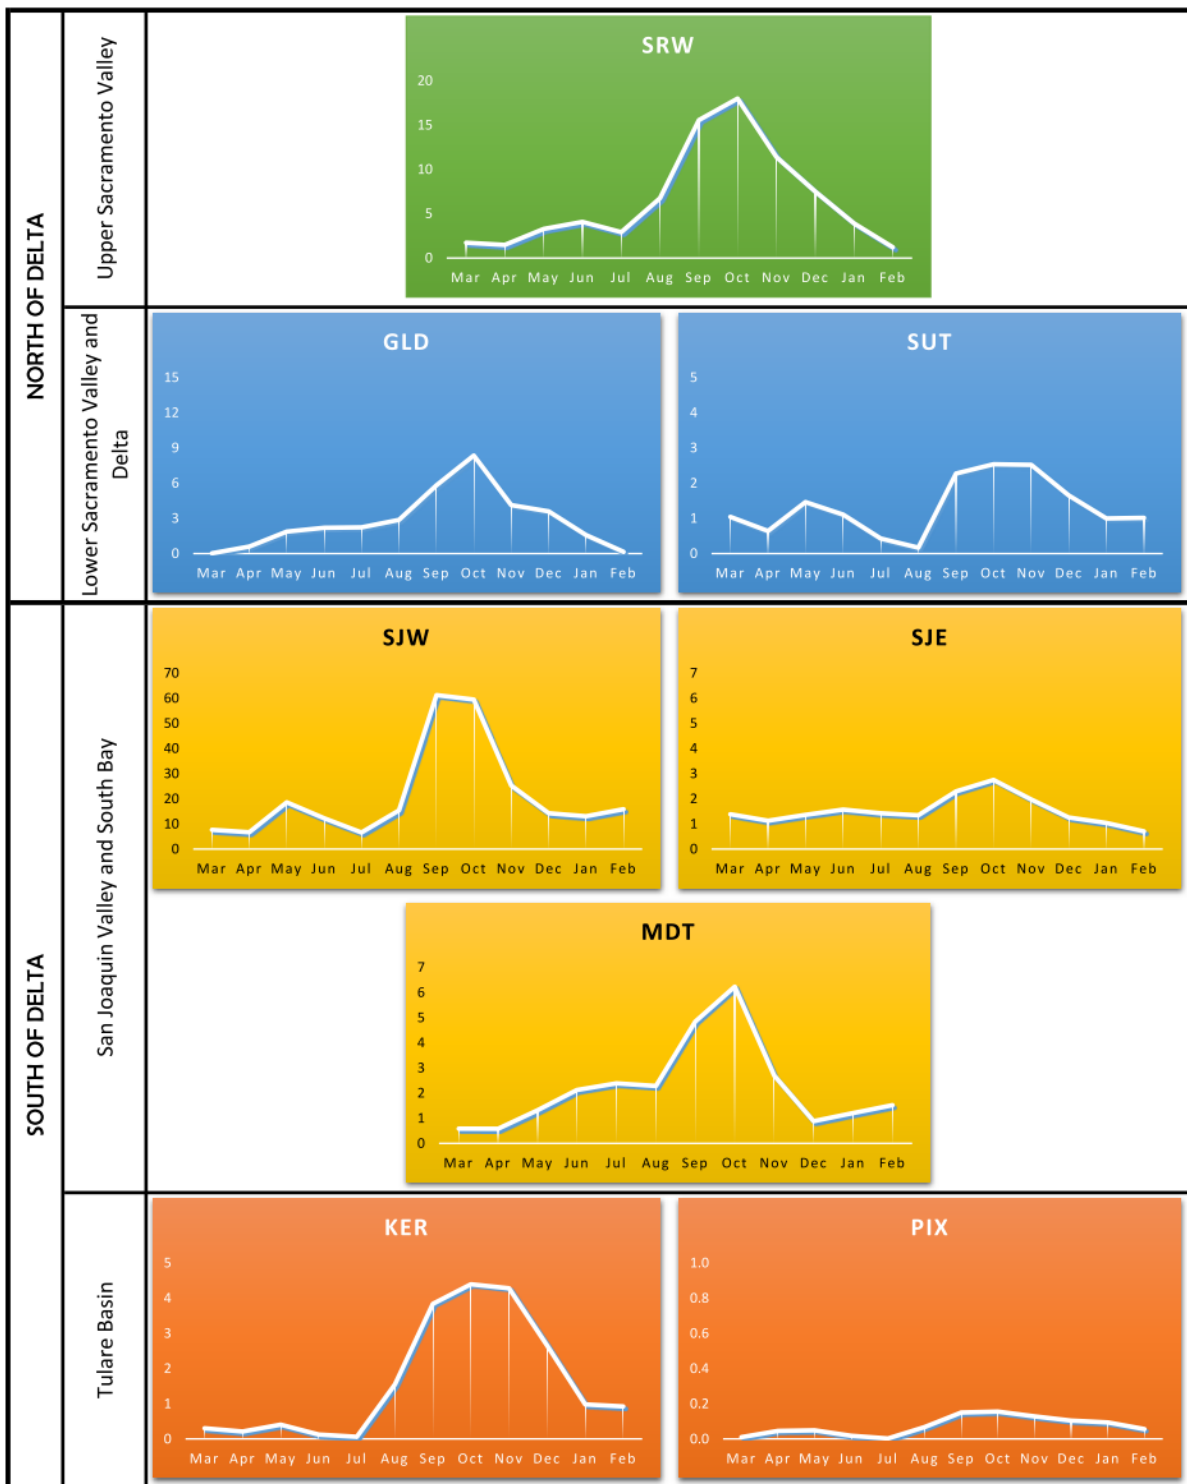 NORTH OF DELTA
Upper Sacramento Valley
SRW
20
15
10
5
0
Mar Apr May Jun Jul Aug Sep Oct Nov Dec Jan Feb
Lower Sacramento Valley and
Delta
GLD
15
12
9
6
3
0
Mar Apr May Jun Jul Aug Sep Oct Nov Dec Jan Feb
SUT
5
4
3
2
1
0
Mar Apr May Jun Jul Aug Sep Oct Nov Dec Jan Feb
SOUTH OF DELTA
San Joaquin Valley and South Bay
SJW
70
60
50
40
30
20
10
0
Mar Apr May Jun Jul Aug Sep Oct Nov Dec Jan Feb
SJE
7
6
5
4
3
2
1
0
Mar Apr May Jun Jul Aug Sep Oct Nov Dec Jan Feb
MDT
7
6
5
4
3
2
1
0
Mar Apr May Jun Jul Aug Sep Oct Nov Dec Jan Feb
Tulare Basin
KER
5
4
3
2
1
0
Mar Apr May Jun Jul Aug Sep Oct Nov Dec Jan Feb
PIX
1.0
0.8
0.6
0.4
0.2
0.0
Mar Apr May Jun Jul Aug Sep Oct Nov Dec Jan Feb